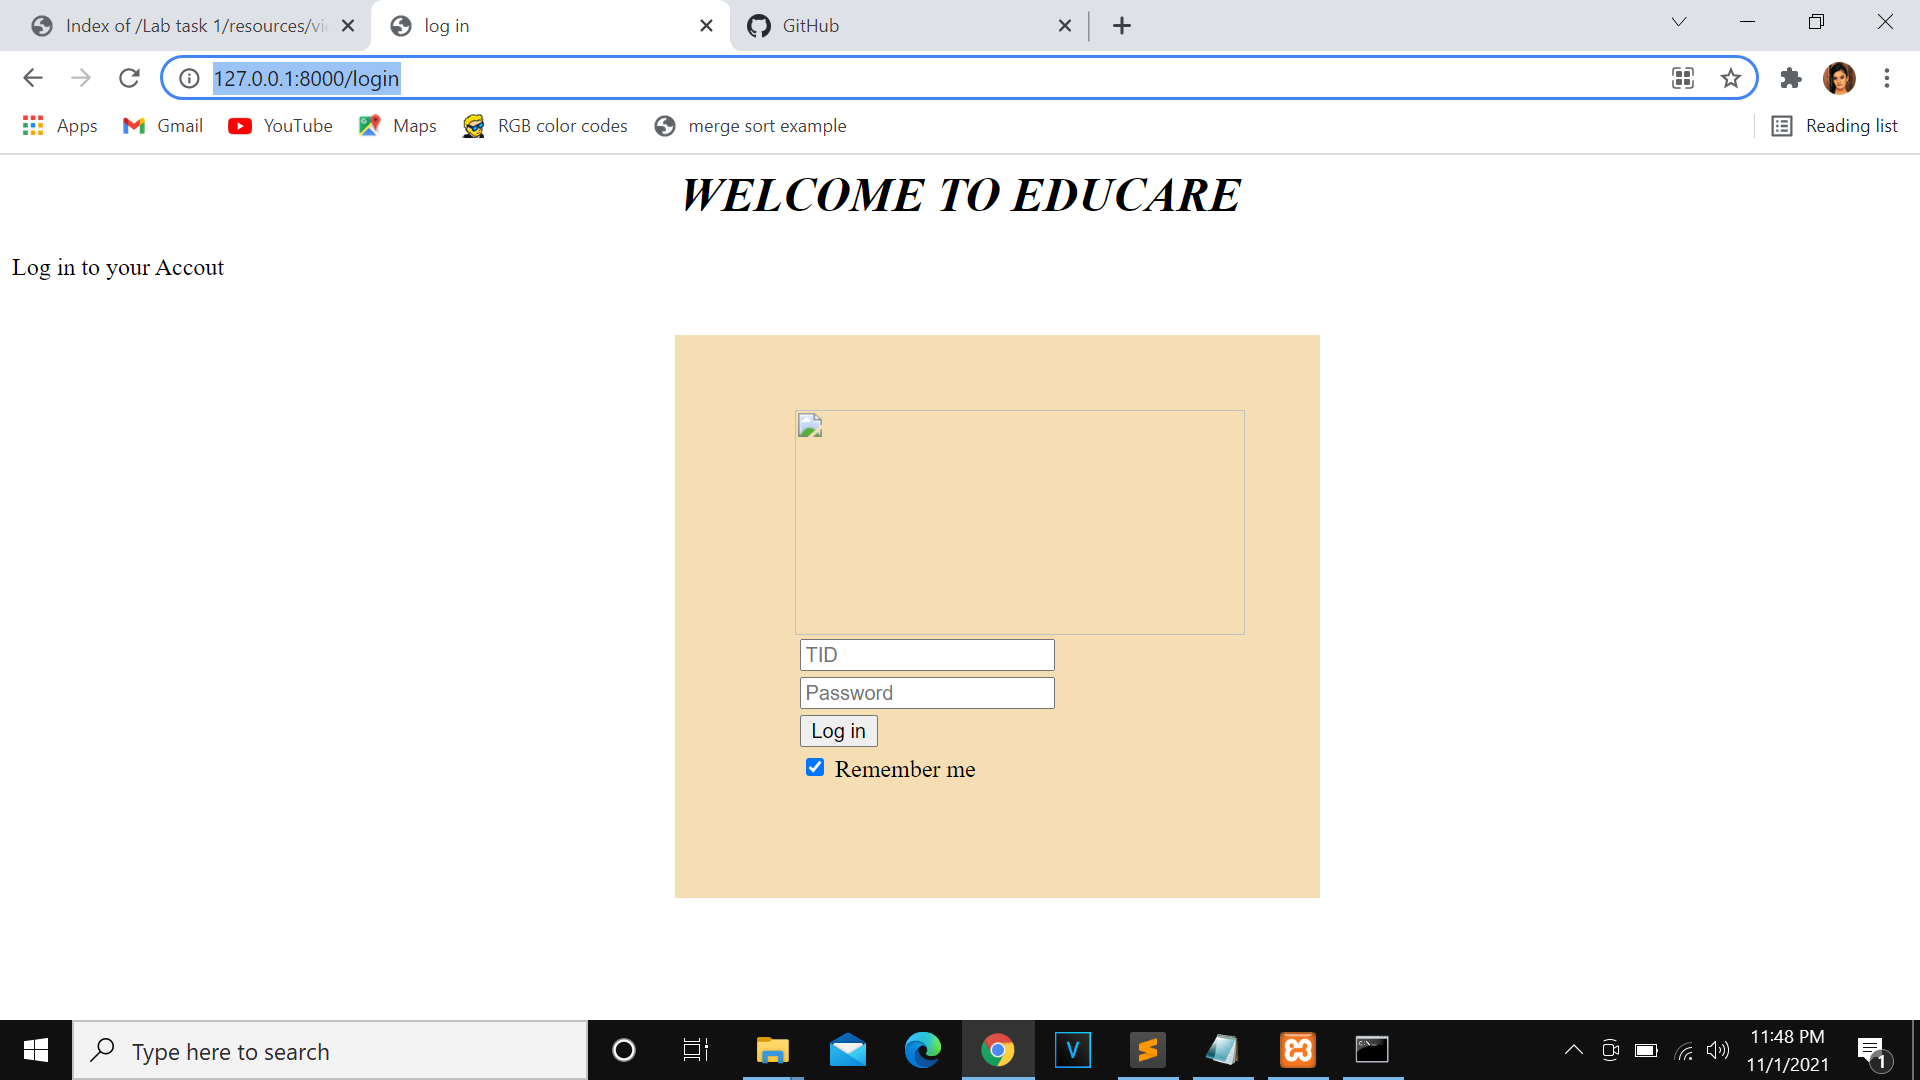 Index of /Lab task 1/resources/vi
log in
GitHub
127.0.0.1:8000/login
Apps
Gmail
YouTube
Maps
RGB color codes
merge sort example
Reading list
WELCOME TO EDUCARE
Log in to your Accout
TID
Password
Log in
Remember me
Type here to search
V
11:48 PM
11/1/2021
1